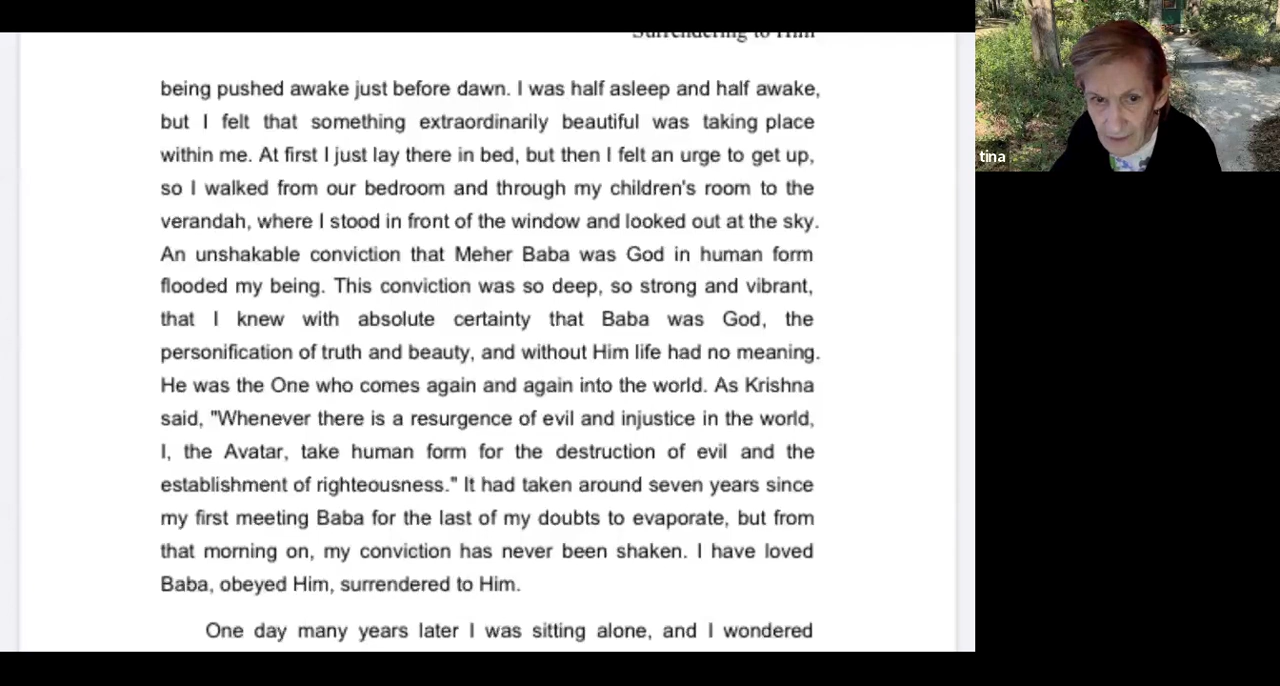 Surrendering to Him
being pushed awake just before dawn. I was half asleep and half awake,
but I felt that something extraordinarily beautiful was taking place
within me. At first I just lay there in bed, but then I felt an urge to get up,
so I walked from our bedroom and through my children's room to the
verandah, where I stood in front of the window and looked out at the sky.
An unshakable conviction that Meher Baba was God in human form
flooded my being. This conviction was so deep, so strong and vibrant,
that I knew with absolute certainty that Baba was God, the
personification of truth and beauty, and without Him life had no meaning.
He was the One who comes again and again into the world. As Krishna
said, "Whenever there is a resurgence of evil and injustice in the world,
I, the Avatar, take human form for the destruction of evil and the
establishment of righteousness." It had taken around seven years since
my first meeting Baba for the last of my doubts to evaporate, but from
that morning on, my conviction has never been shaken. I have loved
Baba, obeyed Him, surrendered to Him.
One day many years later I was sitting alone, and I wondered
tina